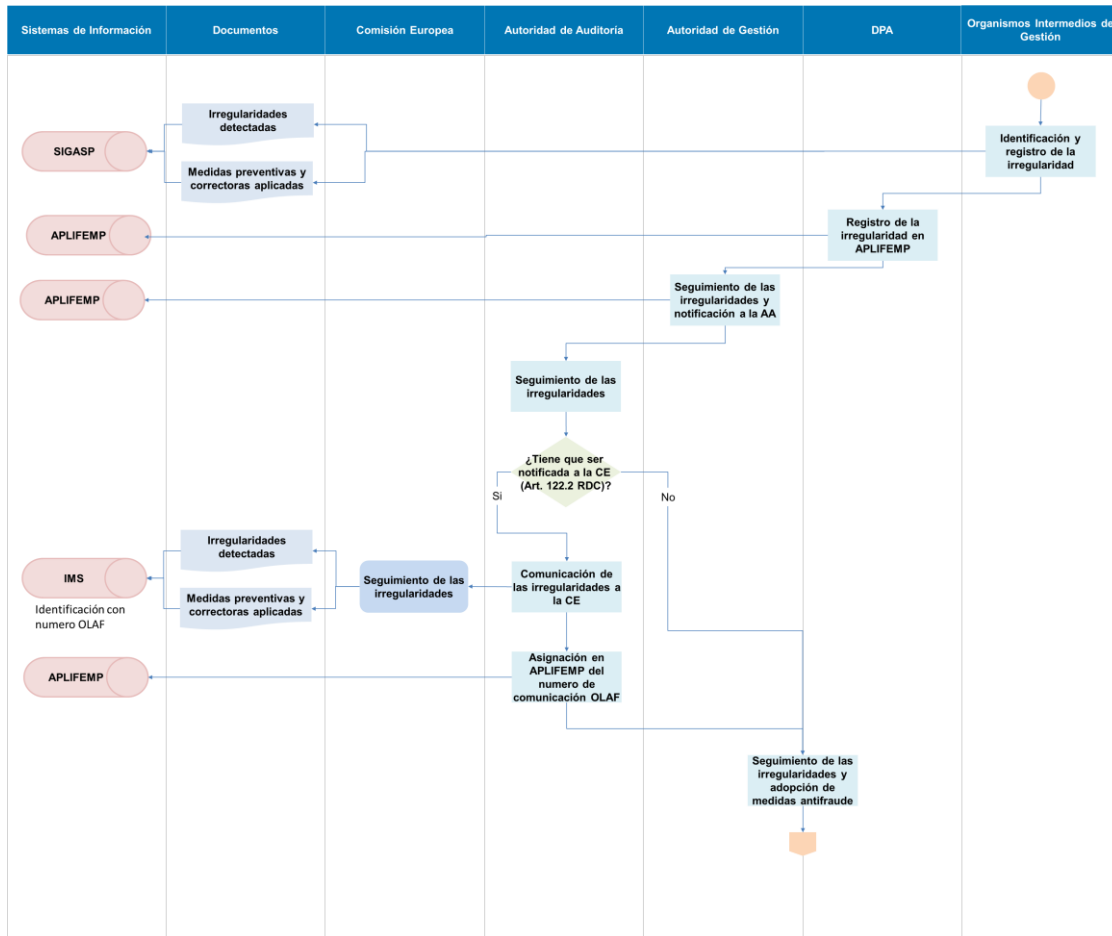 Sistemas de Información
Documentos
Comisión Europea
Autoridad de Auditoría
Autoridad de Gestión
DPA
Organismos Intermedios de
Gestión
Irregularidades
detectadas
SIGASP
Medidas preventivas y
correctoras aplicadas
Identificación y
registro de la
irregularidad
APLIFEMP
Registro de la
irregularidad en
APLIFEMP
APLIFEMP
Seguimiento de las
irregularidades y
notificación a la AA
Seguimiento de las
irregularidades
¿Tiene que ser
notificada a la CE
(Art. 122.2 RDC)?
Si
No
Irregularidades
detectadas
IMS
Identificación con
numero OLAF
Medidas preventivas y
correctoras aplicadas
Seguimiento de las
irregularidades
Comunicación de
las irregularidades a
la CE
APLIFEMP
Asignación en
APLIFEMP del
numero de
comunicación OLAF
Seguimiento de las
irregularidades y
adopción de
medidas antifraude